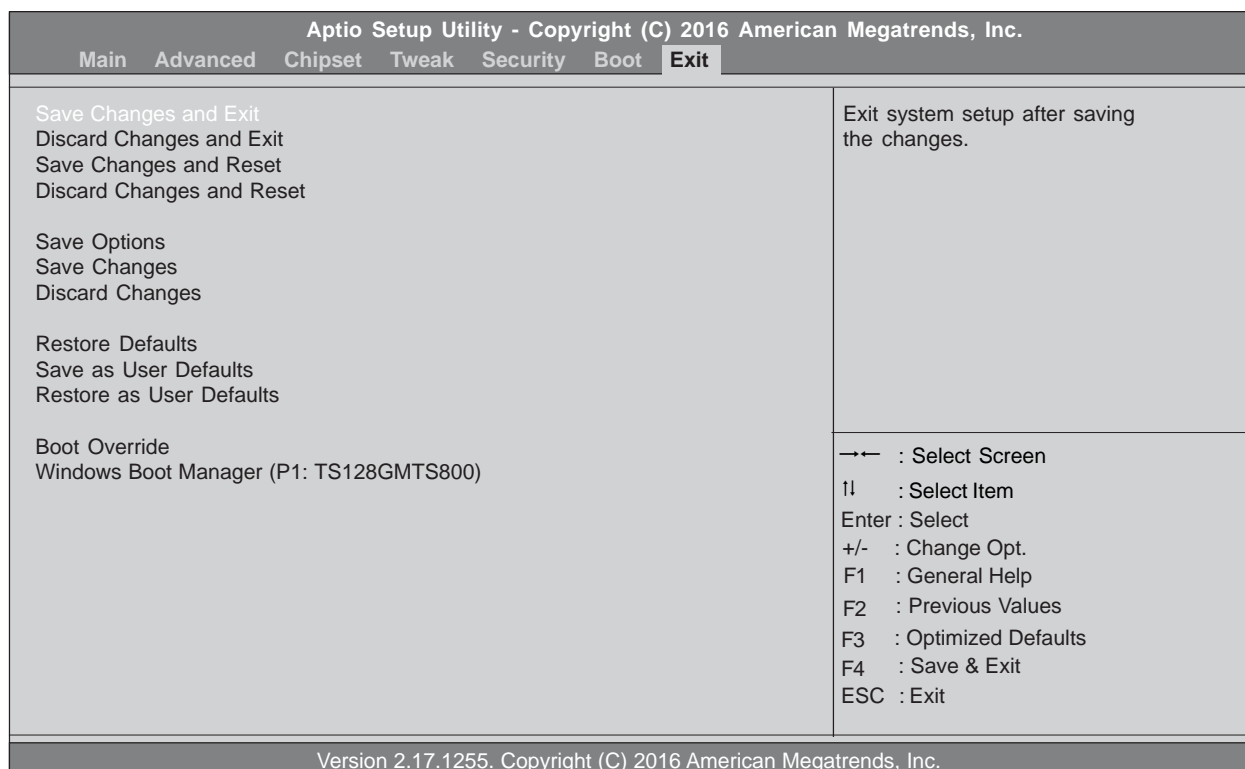 Aptio Setup Utility - Copyright (C) 2016 American Megatrends, Inc.
Main Advanced Chipset Tweak Security Boot Exit
Save Changes and Exit
Discard Changes and Exit
Save Changes and Reset
Discard Changes and Reset
Save Options
Save Changes
Discard Changes
Restore Defaults
Save as User Defaults
Restore as User Defaults
Boot Override
Windows Boot Manager (P1: TS128GMTS800)
Exit system setup after saving
the changes.
→← : Select Screen
↑↓ : Select Item
Enter : Select
+/- : Change Opt.
F1 : General Help
F2 : Previous Values
F3 : Optimized Defaults
F4 : Save & Exit
ESC : Exit
Version 2.17.1255. Copyright (C) 2016 American Megatrends, Inc.